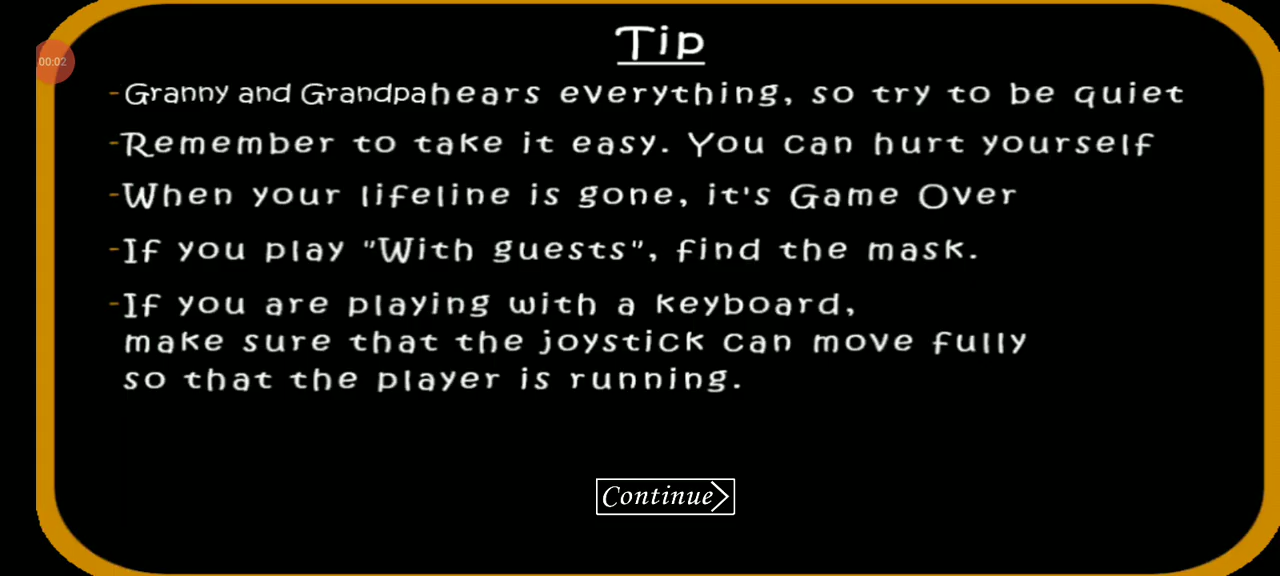 Tip
00:02
-Granny and Grandpahears everything, so try to be quiet
-Remember to take it easy. You can hurt yourself
-When your lifeline is gone, it's Game Over
-If you play "With guests", find the mask.
-If you are playing with a keyboard,
make sure that the joystick can move fully
so that the player is running.
Continue>